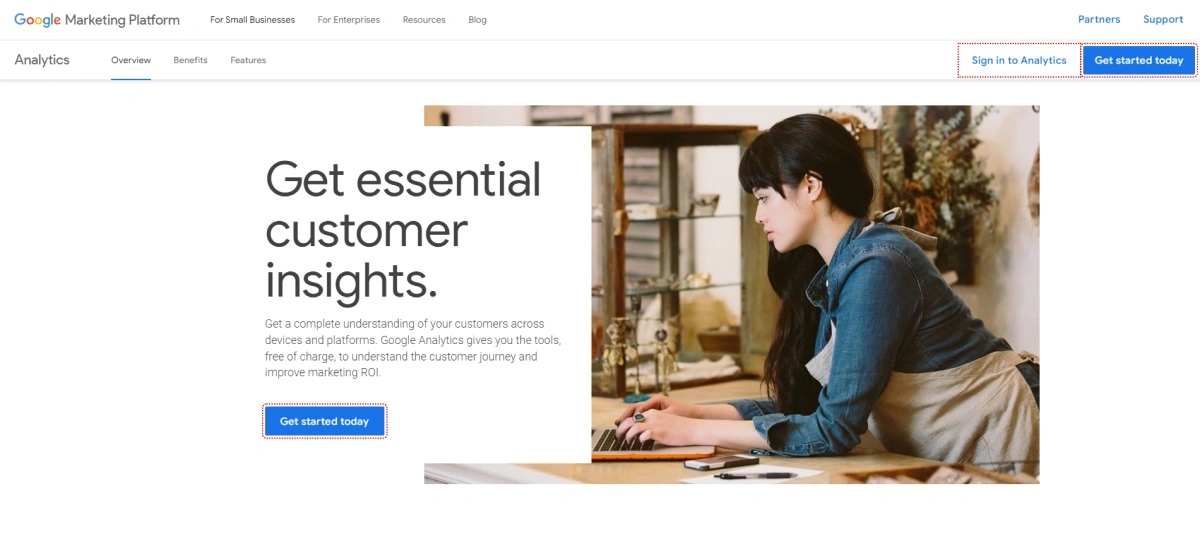 Google Marketing Platform For Small Businesses For Enterprises Resources Blog Partners Support
Analytics Overview Benefits Features Sign in to Analytics Get started today
Get essential
customer
insights.
Get a complete understanding of your customers across
devices and platforms. Google Analytics gives you the tools,
free of charge, to understand the customer journey and
improve marketing ROI.
Get started today